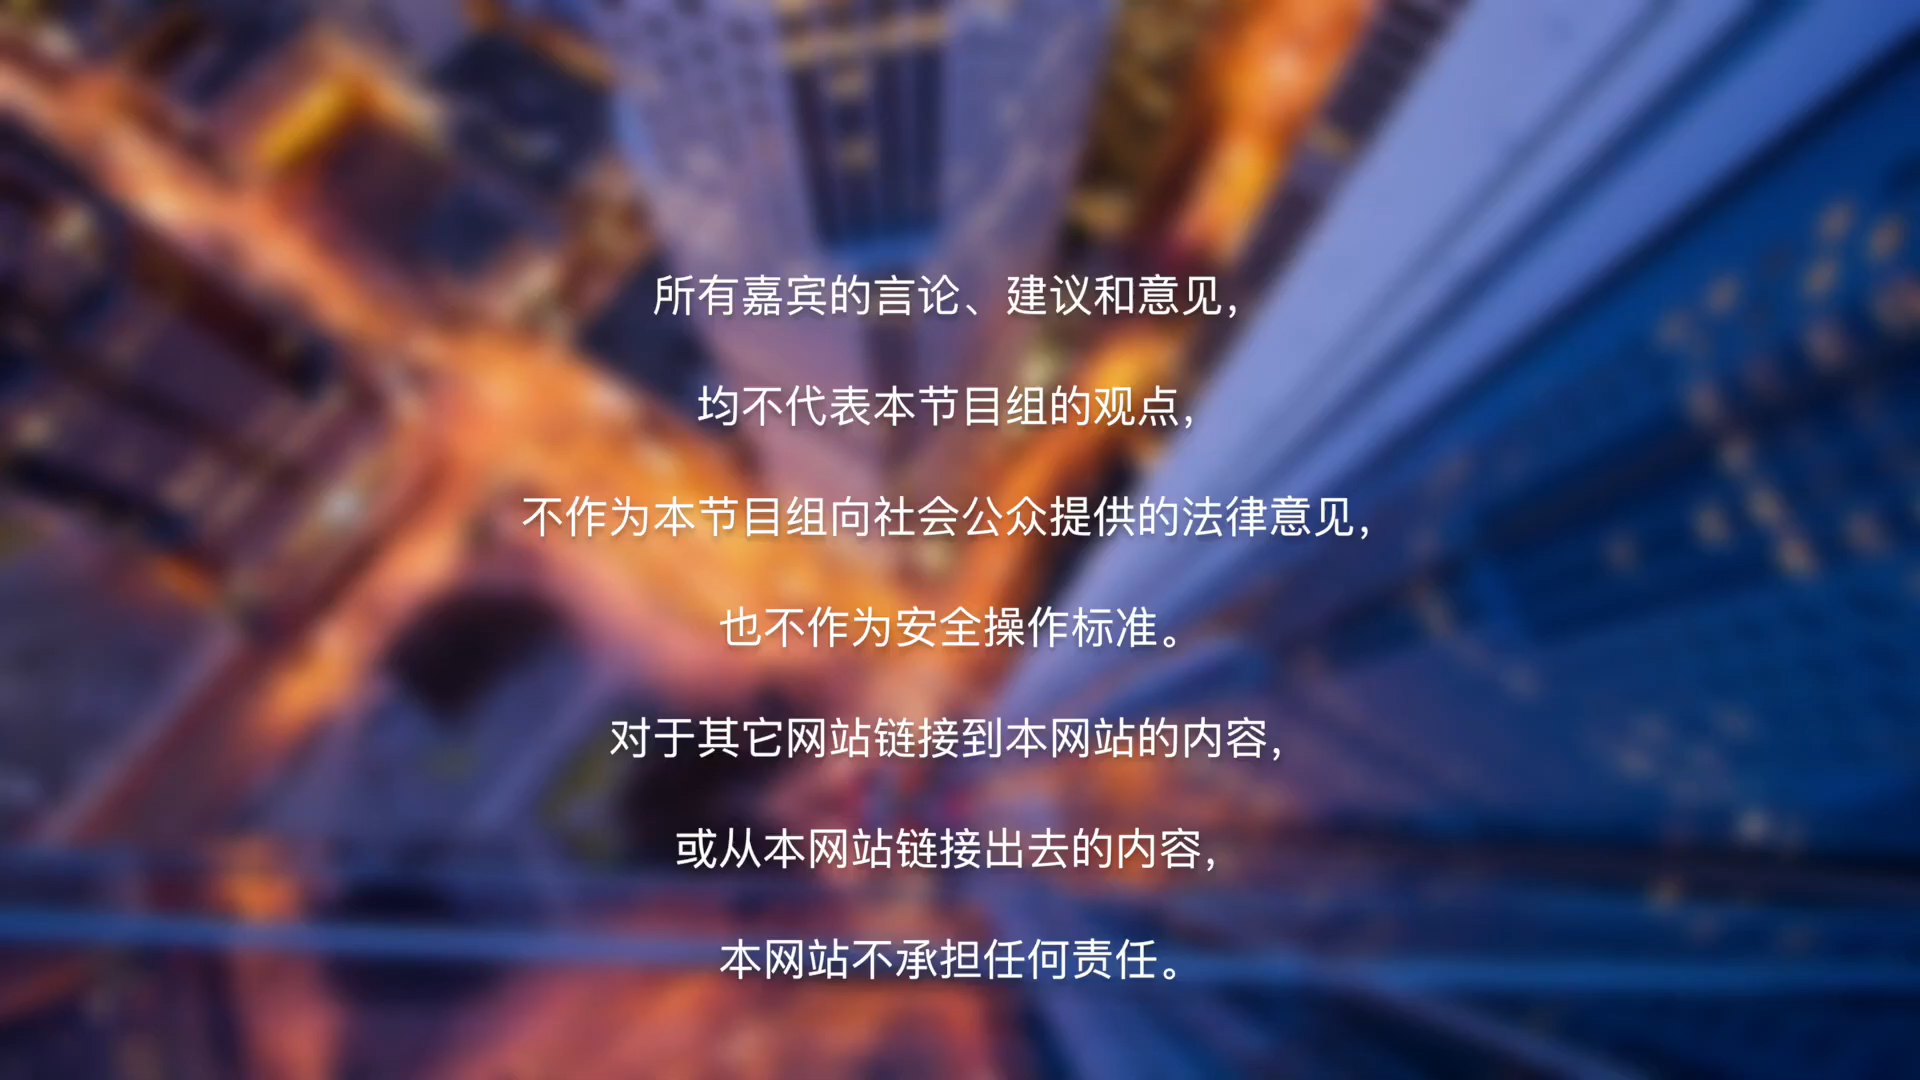 所有嘉宾的言论、建议和意见，
均不代表本节目组的观点，
不作为本节目组向社会公众提供的法律意见，
也不作为安全操作标准。
对于其它网站链接到本网站的内容，
或从本网站链接出去的内容，
本网站不承担任何责任。